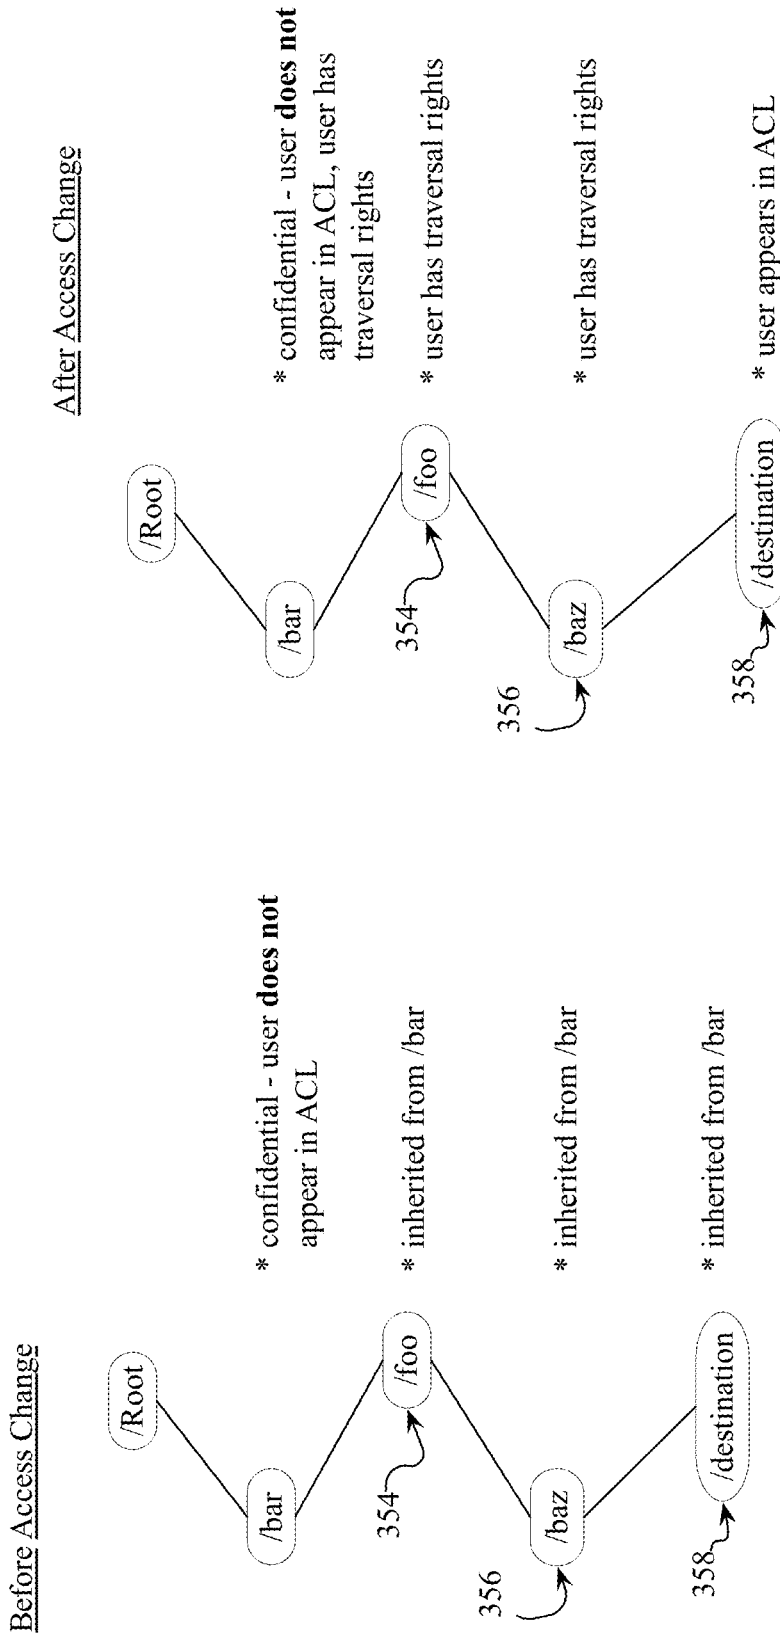 Before Access Change
/Root
/bar
* confidential - user does not
appear in ACL
354
/foo
* inherited from /bar
356
/baz
* inherited from /bar
358
/destination
* inherited from /bar
After Access Change
/Root
/bar
* confidential - user does not
appear in ACL, user has
traversal rights
354
/foo
* user has traversal rights
356
/baz
* user has traversal rights
358
/destination
* user appears in ACL